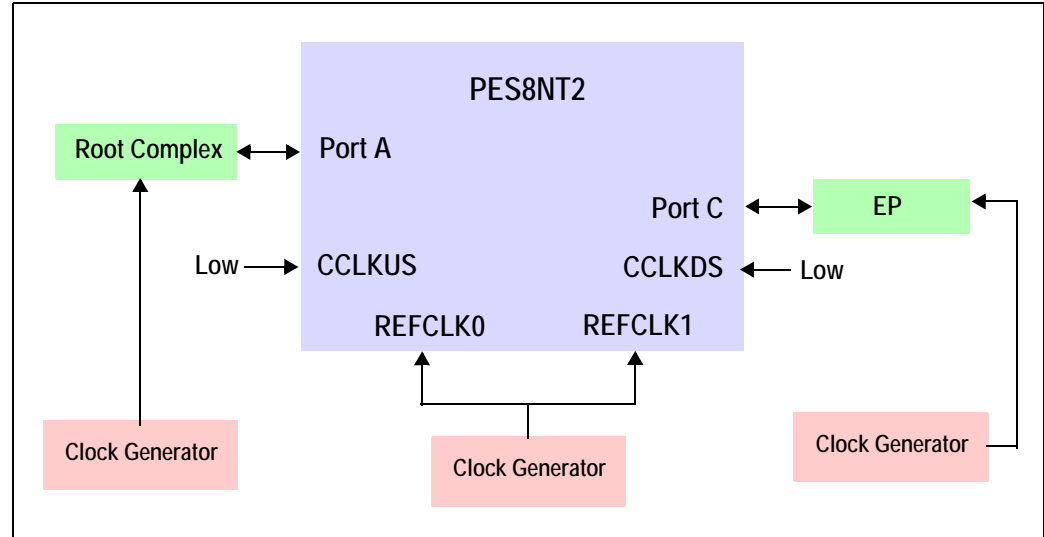 PES8NT2
Root Complex
Port A
Port C
EP
Low
CCLKUS
CCLKDS
Low
REFCLK0
REFCLK1
Clock Generator
Clock Generator
Clock Generator